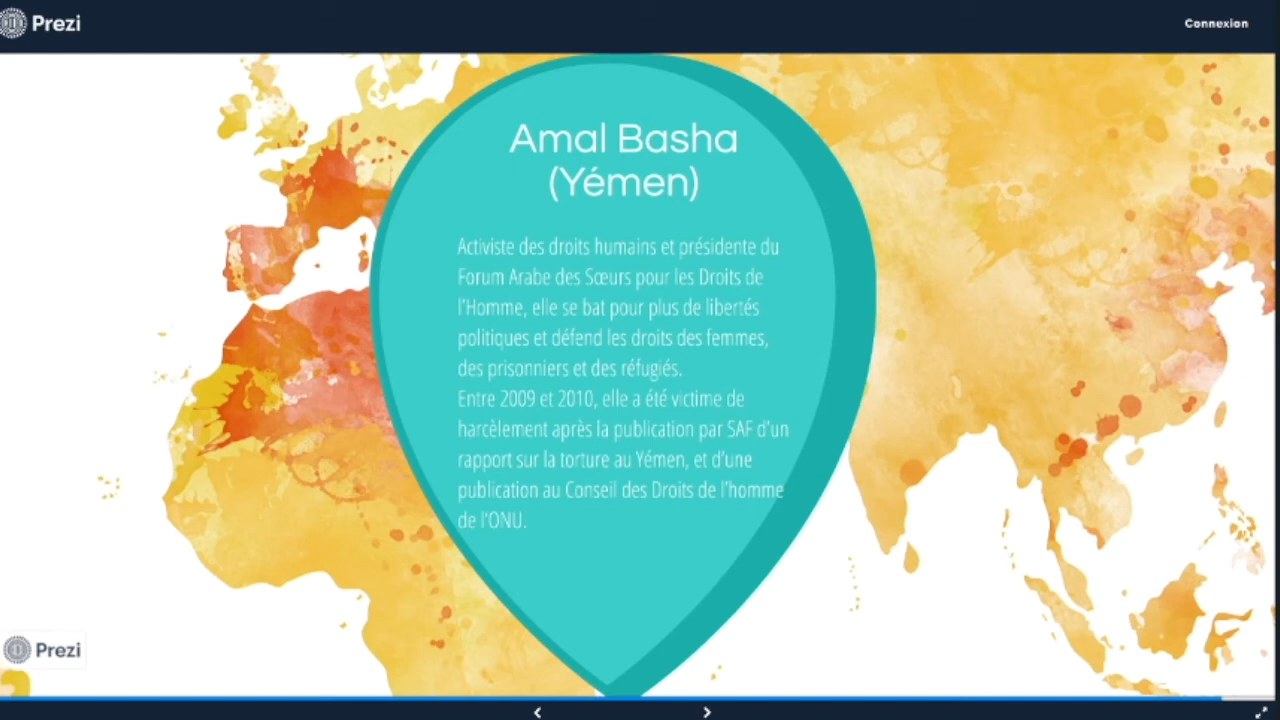 Prezi
Connexion
Amal Basha
(Yémen)
Activiste des droits humains et présidente du
Forum Arabe des Sœurs pour les Droits de
l'Homme, elle se bat pour plus de libertés
politiques et défend les droits des femmes,
des prisonniers et des réfugiés.
Entre 2009 et 2010, elle a été victime de
harcèlement après la publication par SAF d'un
rapport sur la torture au Yémen, et d'une
publication au Conseil des Droits de l'homme
de l'ONU.
Prezi